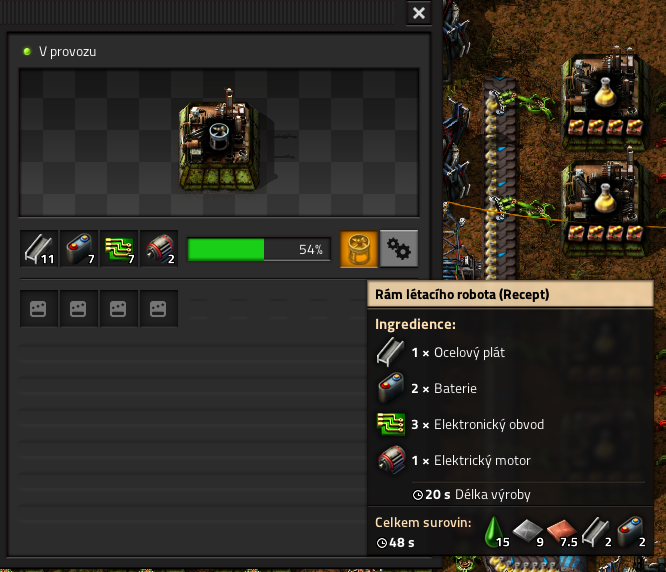 V provozu
11 7 7 2 54%
Rám létacího robota (Recept)
Ingredience:
1 × Ocelový plát
2 × Baterie
3 × Elektronický obvod
1 × Elektrický motor
20 s Délka výroby
Celkem surovin:
48 s 15 9 7.5 2 2